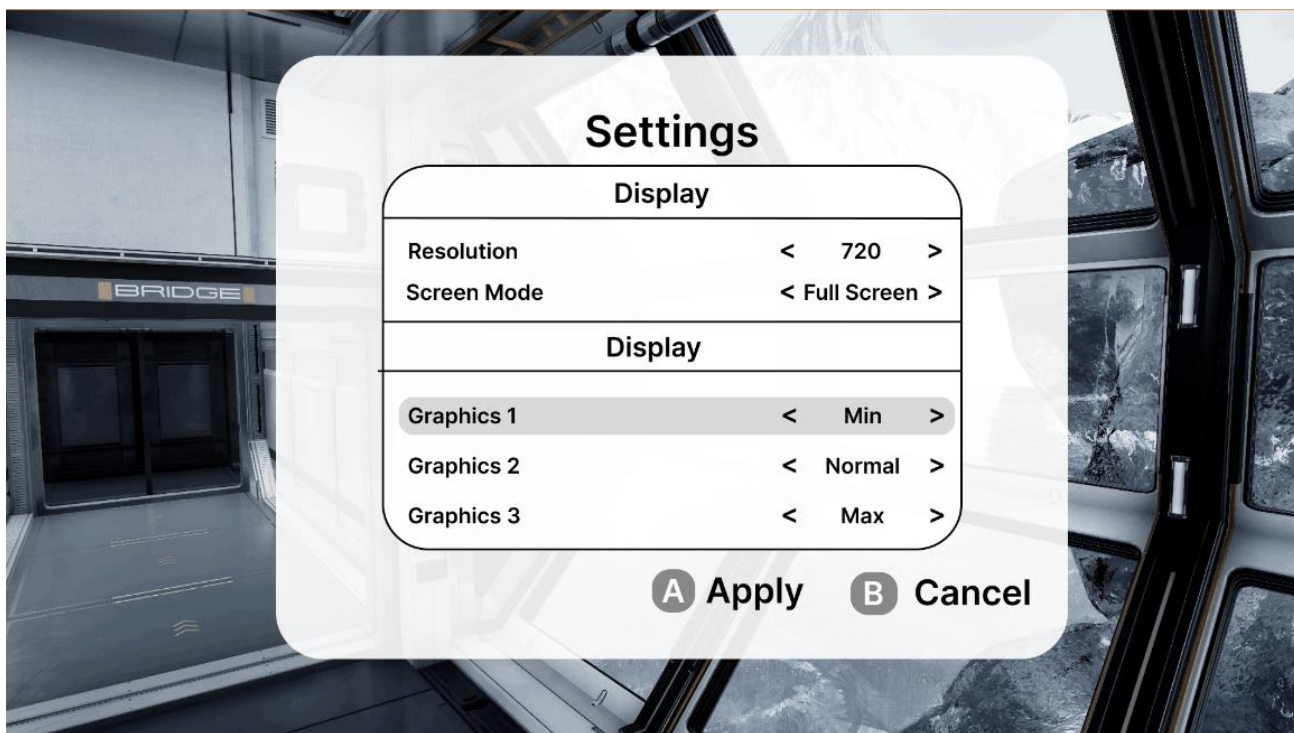 Settings
Display
Resolution < 720 >
Screen Mode < Full Screen >
Display
Graphics 1 < Min >
Graphics 2 < Normal >
Graphics 3 < Max >
A Apply B Cancel
BRIDGE